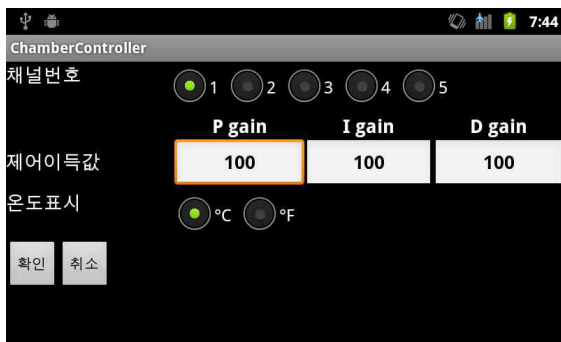 7:44
ChamberController
채널번호 1 2 3 4 5
P gain I gain D gain
제어이득값 100 100 100
온도표시 °C °F
확인 취소